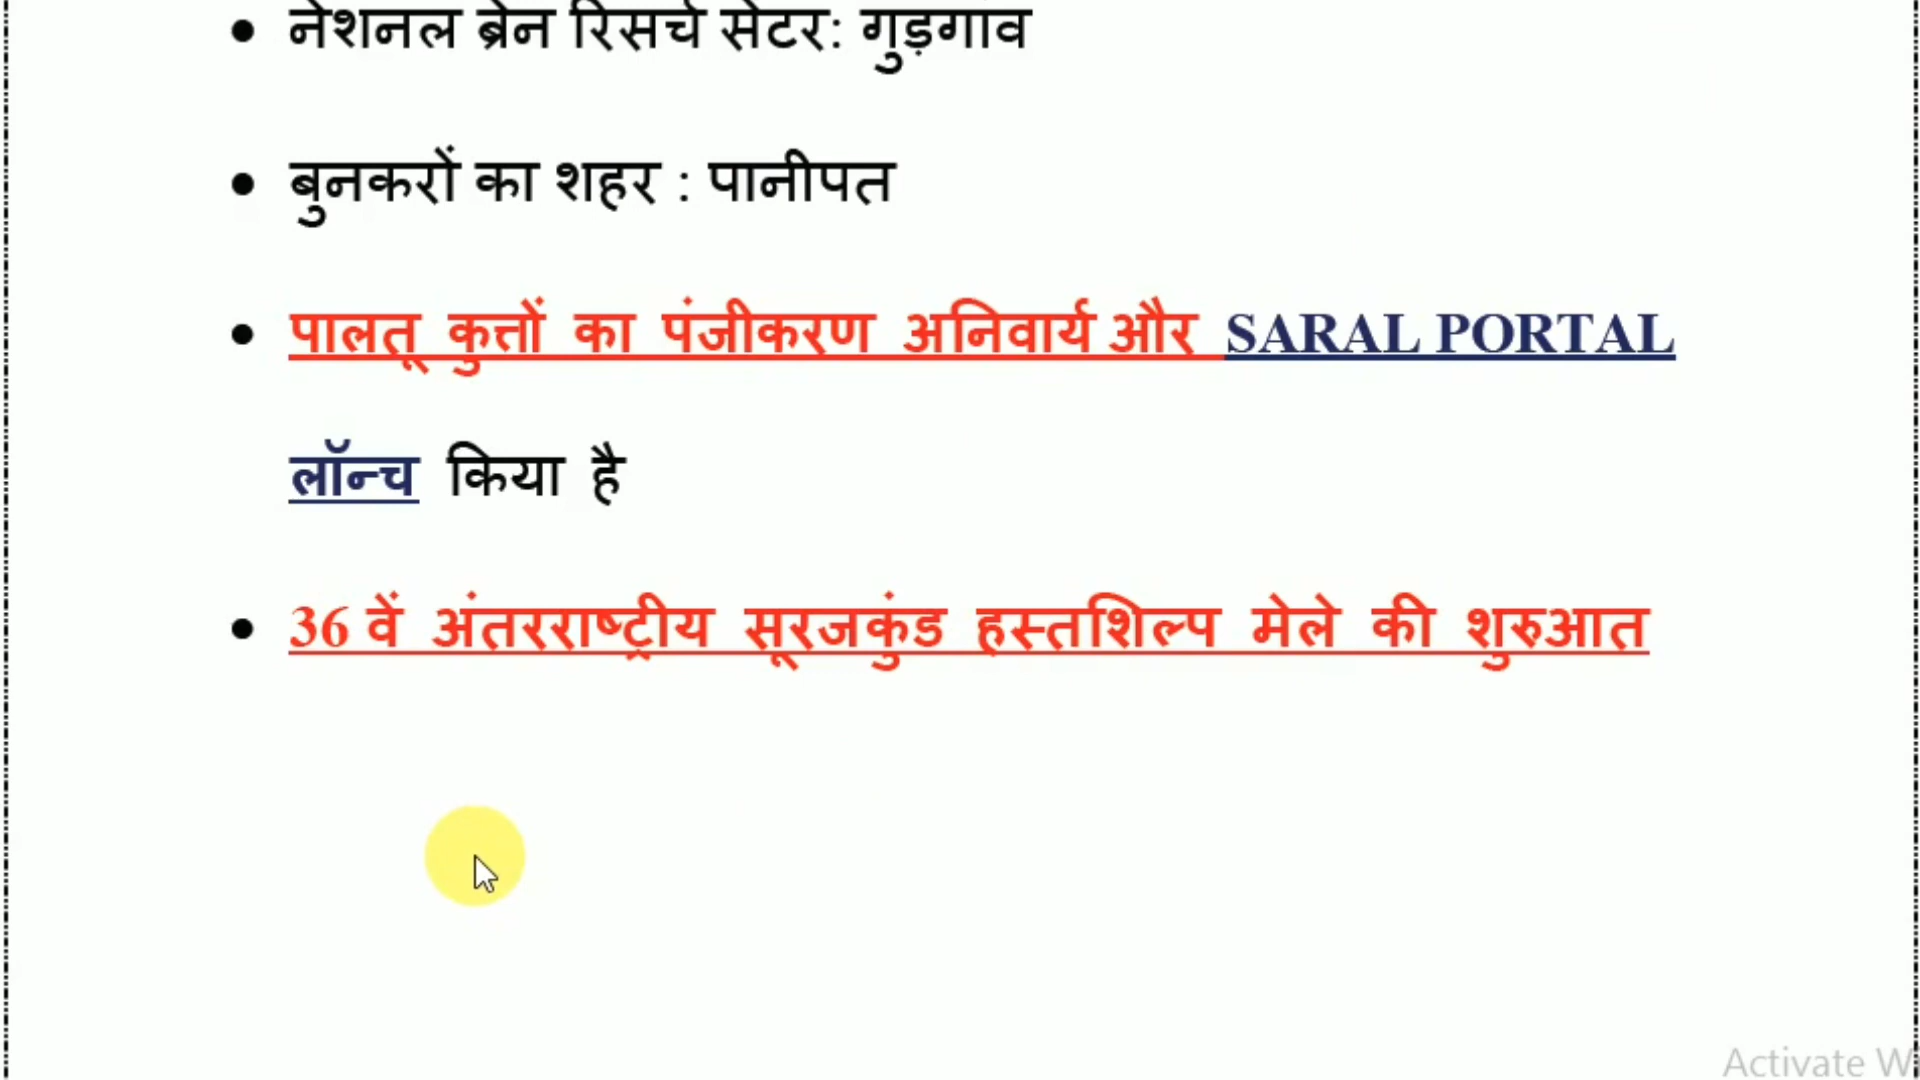 • नेशनल ब्रेन रिसर्च सेंटर: गुड़गांव
• बुनकरों का शहर : पानीपत
• पालतू कुत्तों का पंजीकरण अनिवार्य और SARAL PORTAL
लॉन्च किया है
• 36 वें अंतरराष्ट्रीय सूरजकुंड हस्तशिल्प मेले की शुरुआत
Activate W